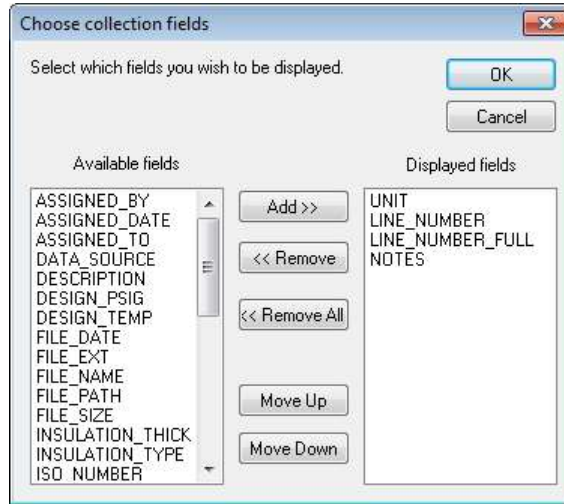 Choose collection fields
Select which fields you wish to be displayed.
OK
Cancel
Available fields
Displayed fields
ASSIGNED_BY
ASSIGNED_DATE
ASSIGNED_TO
DATA_SOURCE
DESCRIPTION
DESIGN_PSIG
DESIGN_TEMP
FILE_DATE
FILE_EXT
FILE_NAME
FILE_PATH
FILE_SIZE
INSULATION_THICK
INSULATION_TYPE
ISO_NUMBER
Add >>
<< Remove
<< Remove All
Move Up
Move Down
UNIT
LINE_NUMBER
LINE_NUMBER_FULL
NOTES